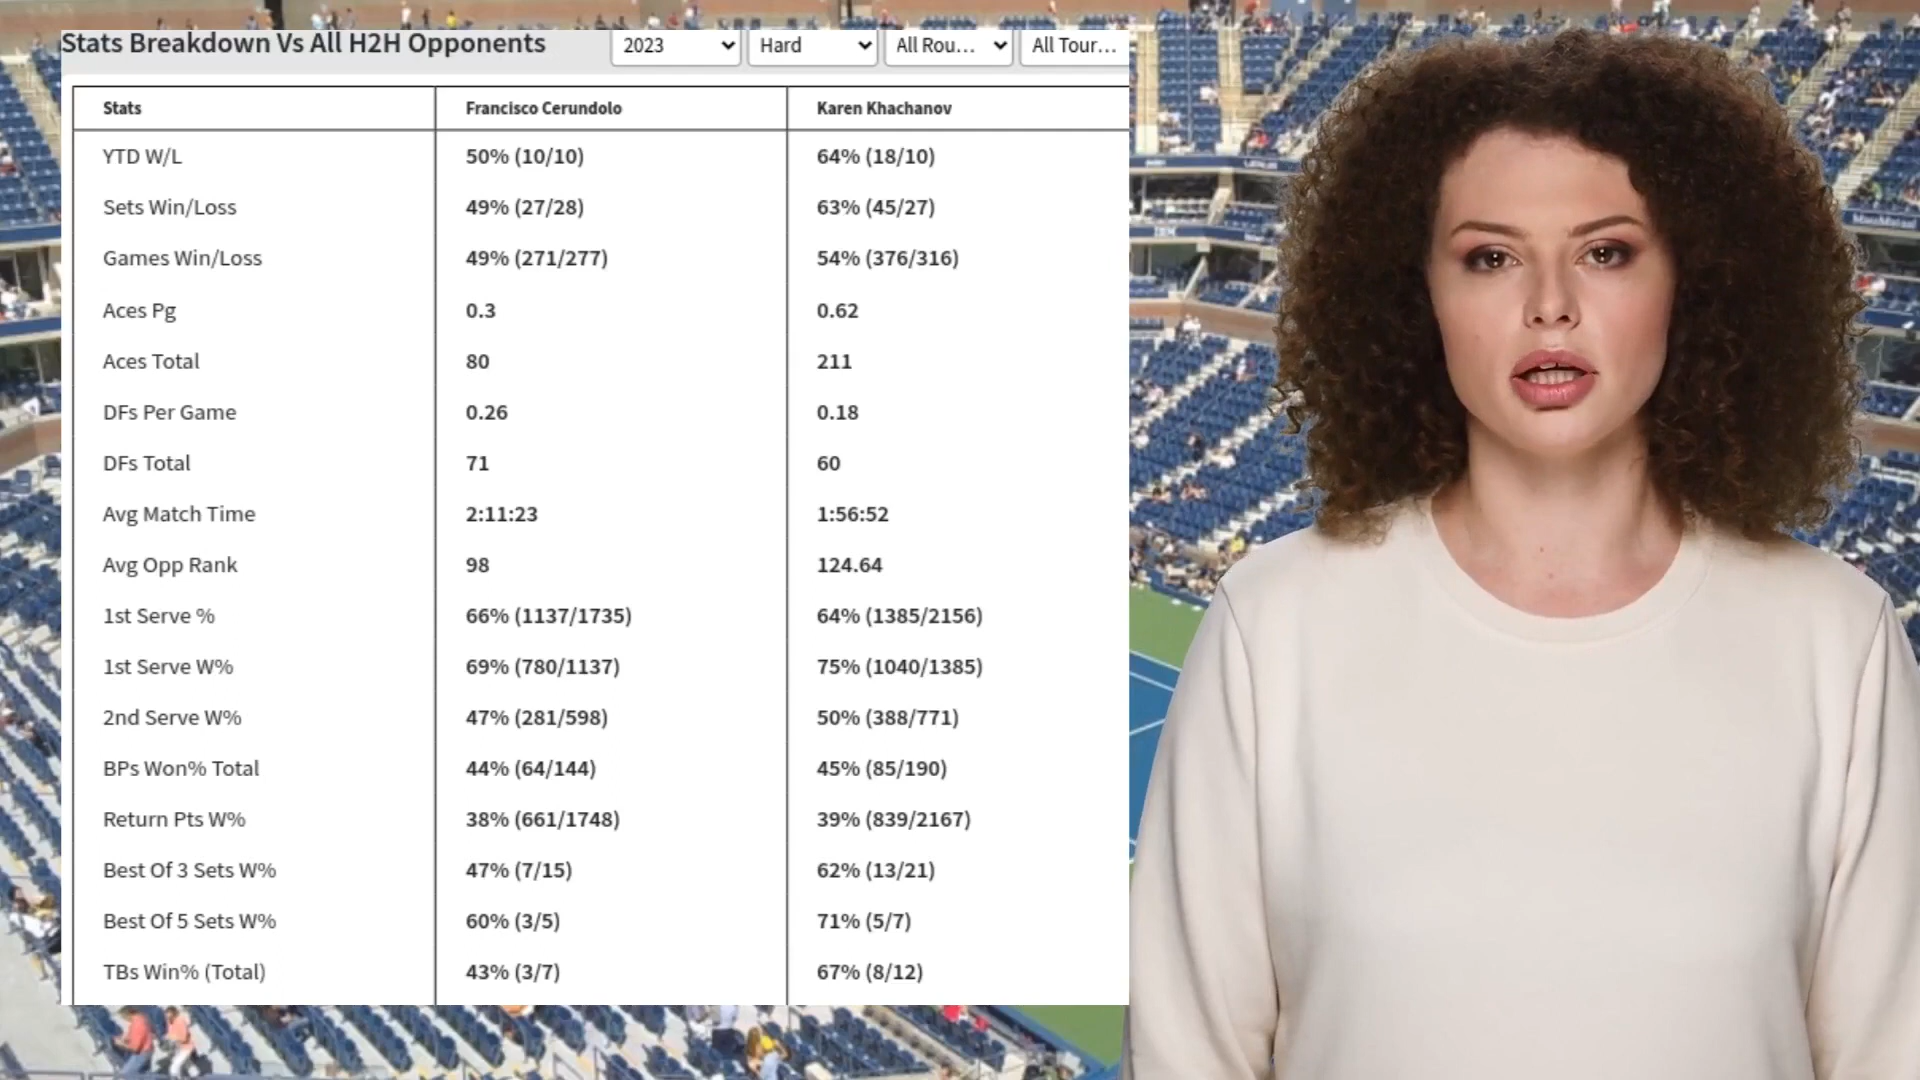 Stats Breakdown Vs All H2H Opponents 2023 Hard All Rou... All Tour...
Stats Francisco Cerundolo Karen Khachanov
YTD W/L 50% (10/10) 64% (18/10)
Sets Win/Loss 49% (27/28) 63% (45/27)
Games Win/Loss 49% (271/277) 54% (376/316)
Aces Pg 0.3 0.62
Aces Total 80 211
DFs Per Game 0.26 0.18
DFs Total 71 60
Avg Match Time 2:11:23 1:56:52
Avg Opp Rank 98 124.64
1st Serve % 66% (1137/1735) 64% (1385/2156)
1st Serve W% 69% (780/1137) 75% (1040/1385)
2nd Serve W% 47% (281/598) 50% (388/771)
BPs Won% Total 44% (64/144) 45% (85/190)
Return Pts W% 38% (661/1748) 39% (839/2167)
Best Of 3 Sets W% 47% (7/15) 62% (13/21)
Best Of 5 Sets W% 60% (3/5) 71% (5/7)
TBs Win% (Total) 43% (3/7) 67% (8/12)
IBM